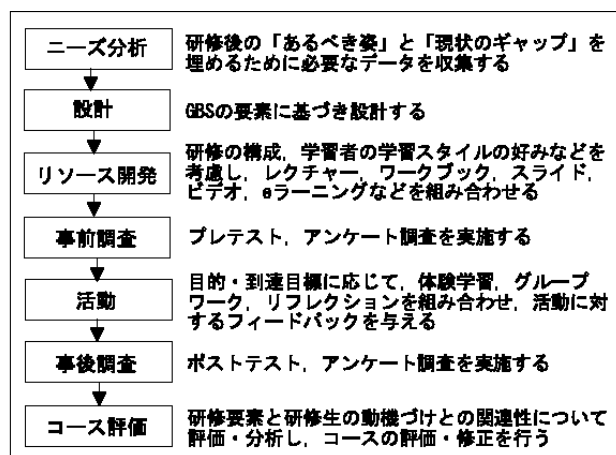 ニーズ分析
研修後の「あるべき姿」と「現状のギャップ」を
埋めるために必要なデータを収集する
設計
GBSの要素に基づき設計する
リソース開発
研修の構成，学習者の学習スタイルの好みなどを
考慮し，レクチャー，ワークブック，スライド，
ビデオ，eラーニングなどを組み合わせる
事前調査
プレテスト，アンケート調査を実施する
活動
目的・到達目標に応じて，体験学習，グループ
ワーク，リフレクションを組み合わせ，活動に対
するフィードバックを与える
事後調査
ポストテスト，アンケート調査を実施する
コース評価
研修要素と研修生の動機づけとの関連性について
評価・分析し，コースの評価・修正を行う